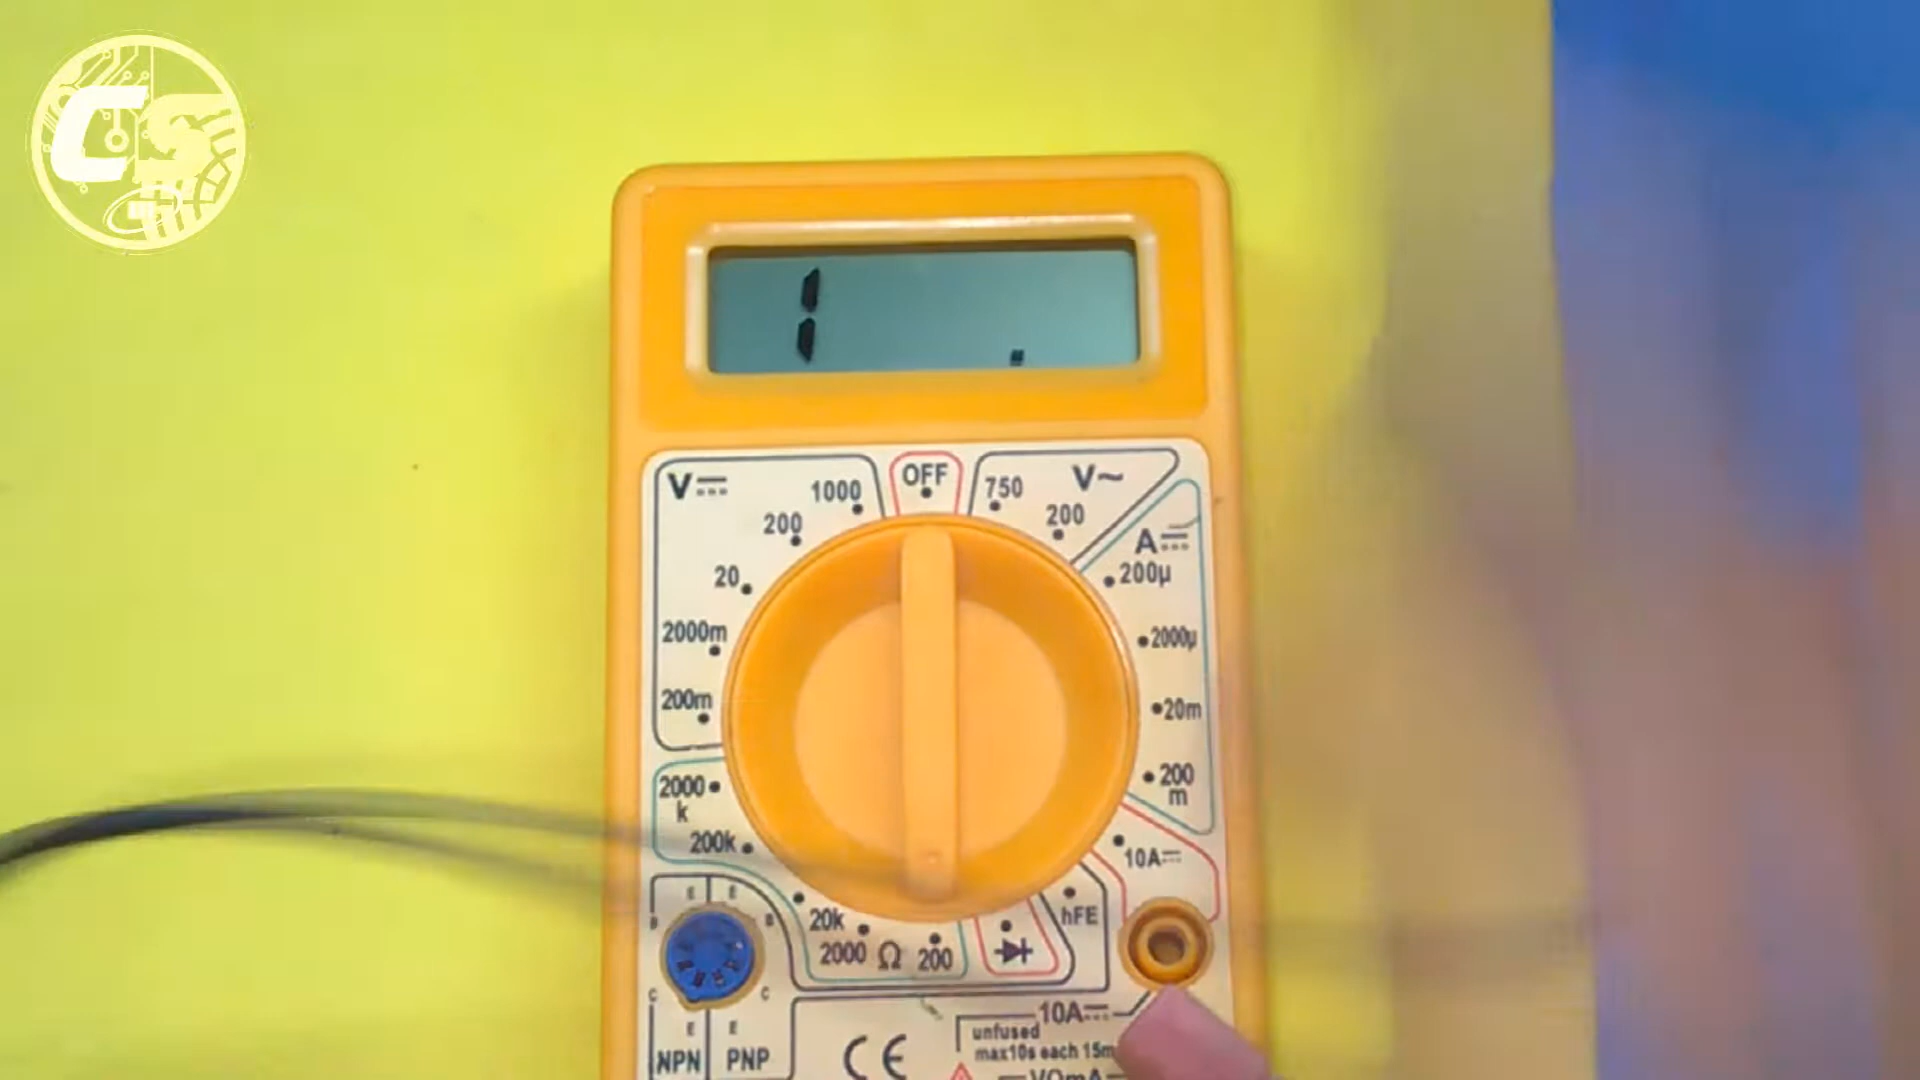 CS
1 .
V⎓ OFF V~
1000 750
200 200
A⎓
20 200µ
2000m 2000µ
200m 20m
2000 200
k m
200k 10A⎓
20k hFE
2000 Ω 200
E E
B B
C C
10A⎓
E E unfused
NPN PNP CE max10s each 15m
VΩmA